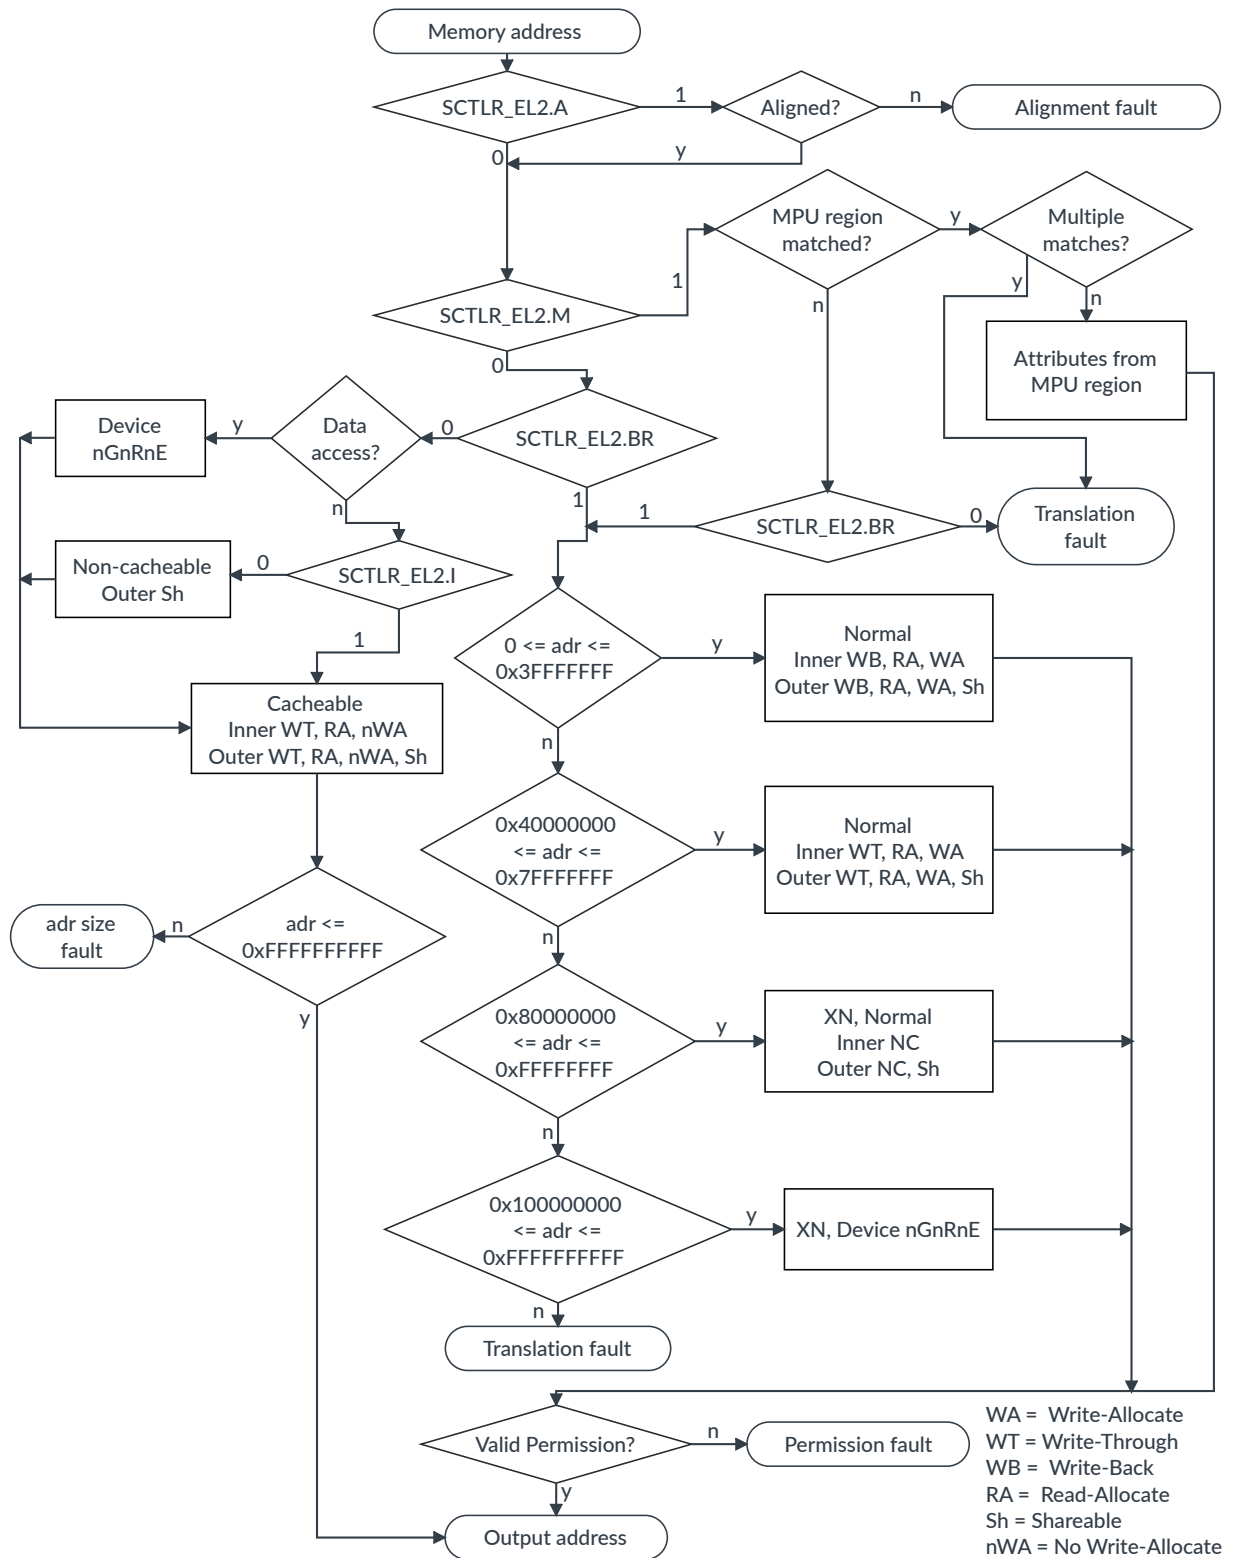 Memory address
SCTLR_EL2.A
1
Aligned?
n
Alignment fault
0
y
MPU region
matched?
y
Multiple
matches?
1
n
y
n
SCTLR_EL2.M
0
Attributes from
MPU region
Device
nGnRnE
y
Data
access?
0
SCTLR_EL2.BR
n
1
1
SCTLR_EL2.BR
0
Translation
fault
Non-cacheable
Outer Sh
0
SCTLR_EL2.I
1
0 <= adr <=
0x3FFFFFFF
y
Normal
Inner WB, RA, WA
Outer WB, RA, WA, Sh
Cacheable
Inner WT, RA, nWA
Outer WT, RA, nWA, Sh
n
0x40000000
<= adr <=
0x7FFFFFFF
y
Normal
Inner WT, RA, WA
Outer WT, RA, WA, Sh
adr size
fault
n
adr <=
0xFFFFFFFFFF
n
y
0x80000000
<= adr <=
0xFFFFFFFF
y
XN, Normal
Inner NC
Outer NC, Sh
n
0x100000000
<= adr <=
0xFFFFFFFFFF
y
XN, Device nGnRnE
n
Translation fault
Valid Permission?
n
Permission fault
y
Output address
WA = Write-Allocate
WT = Write-Through
WB = Write-Back
RA = Read-Allocate
Sh = Shareable
nWA = No Write-Allocate